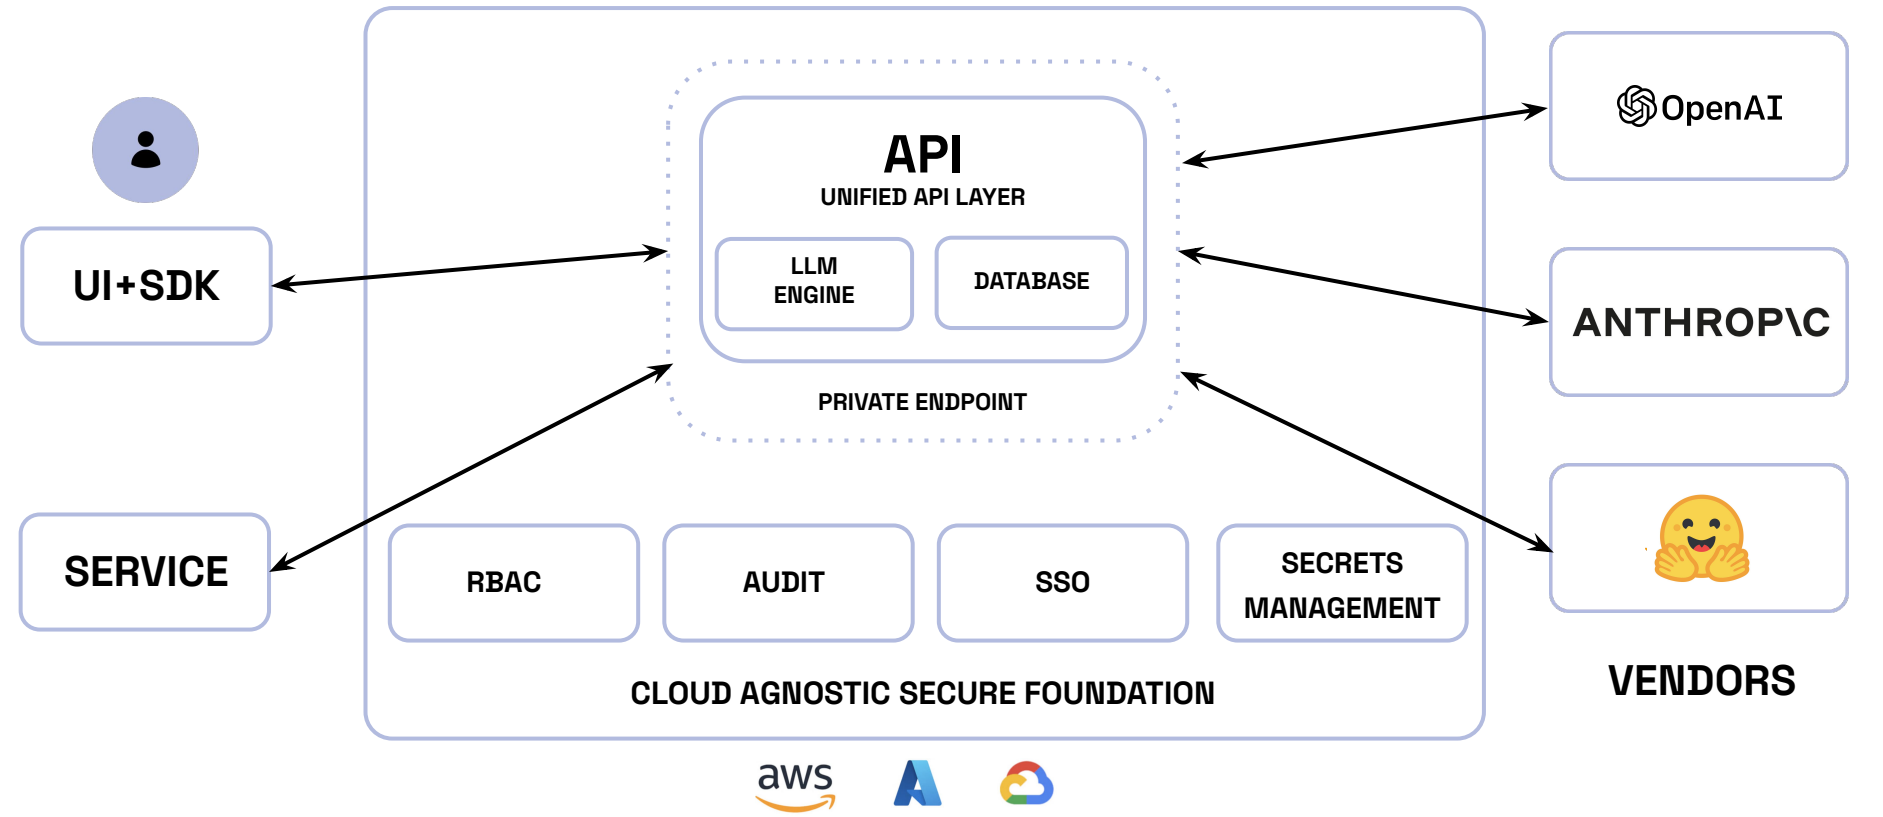 API
UNIFIED API LAYER
LLM
ENGINE
DATABASE
PRIVATE ENDPOINT
UI+SDK
SERVICE
RBAC
AUDIT
SSO
SECRETS
MANAGEMENT
CLOUD AGNOSTIC SECURE FOUNDATION
aws
OpenAI
ANTHROP\C
VENDORS